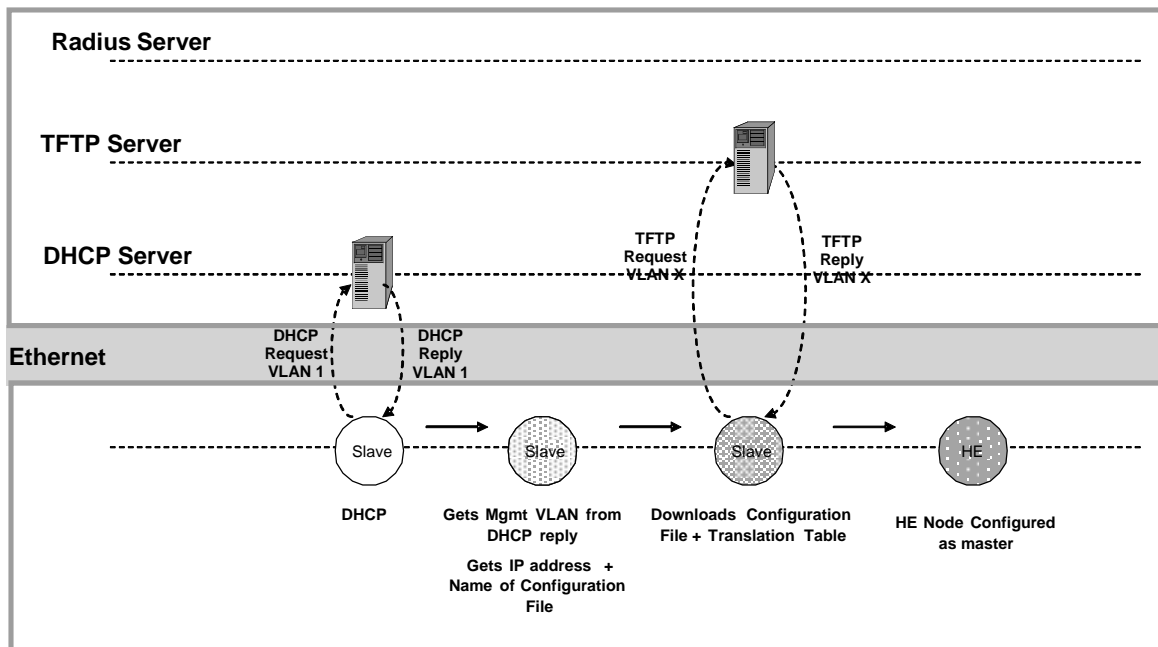 Radius Server
TFTP Server
DHCP Server
TFTP
Request
VLAN X
TFTP
Reply
VLAN X
DHCP
Request
VLAN 1
DHCP
Reply
VLAN 1
Ethernet
Slave
Slave
Slave
HE
DHCP
Gets Mgmt VLAN from
DHCP reply
Gets IP address +
Name of Configuration
File
Downloads Configuration
File + Translation Table
HE Node Configured
as master